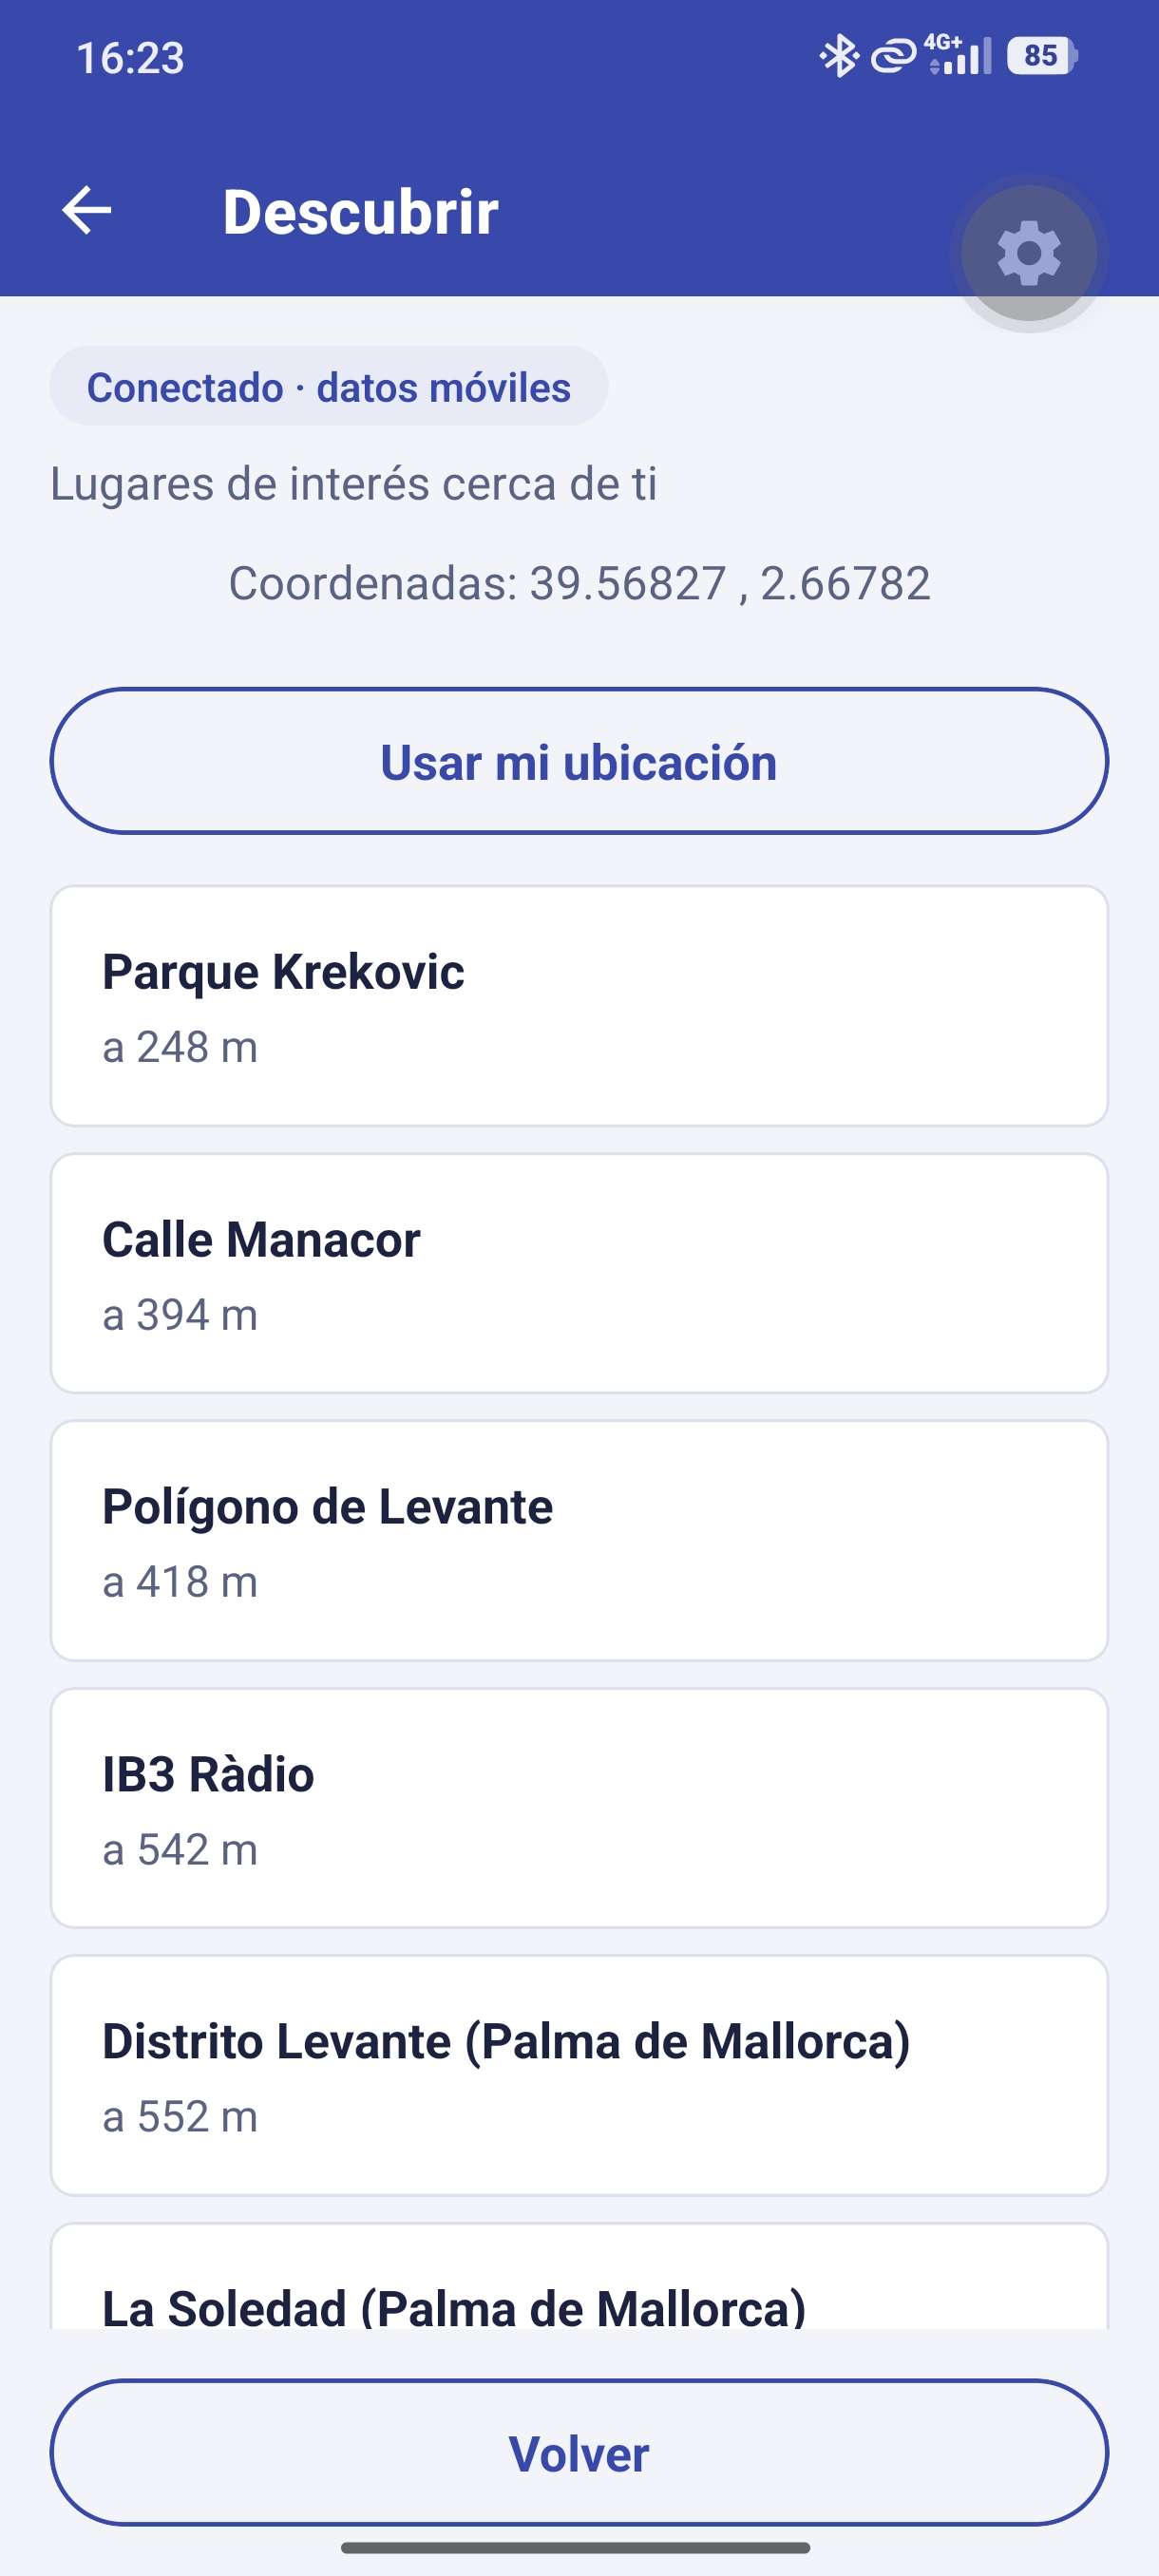 16:23
4G+
85
Descubrir
Conectado · datos móviles
Lugares de interés cerca de ti
Coordenadas: 39.56827 , 2.66782
Usar mi ubicación
Parque Krekovic
a 248 m
Calle Manacor
a 394 m
Polígono de Levante
a 418 m
IB3 Ràdio
a 542 m
Distrito Levante (Palma de Mallorca)
a 552 m
La Soledad (Palma de Mallorca)
Volver